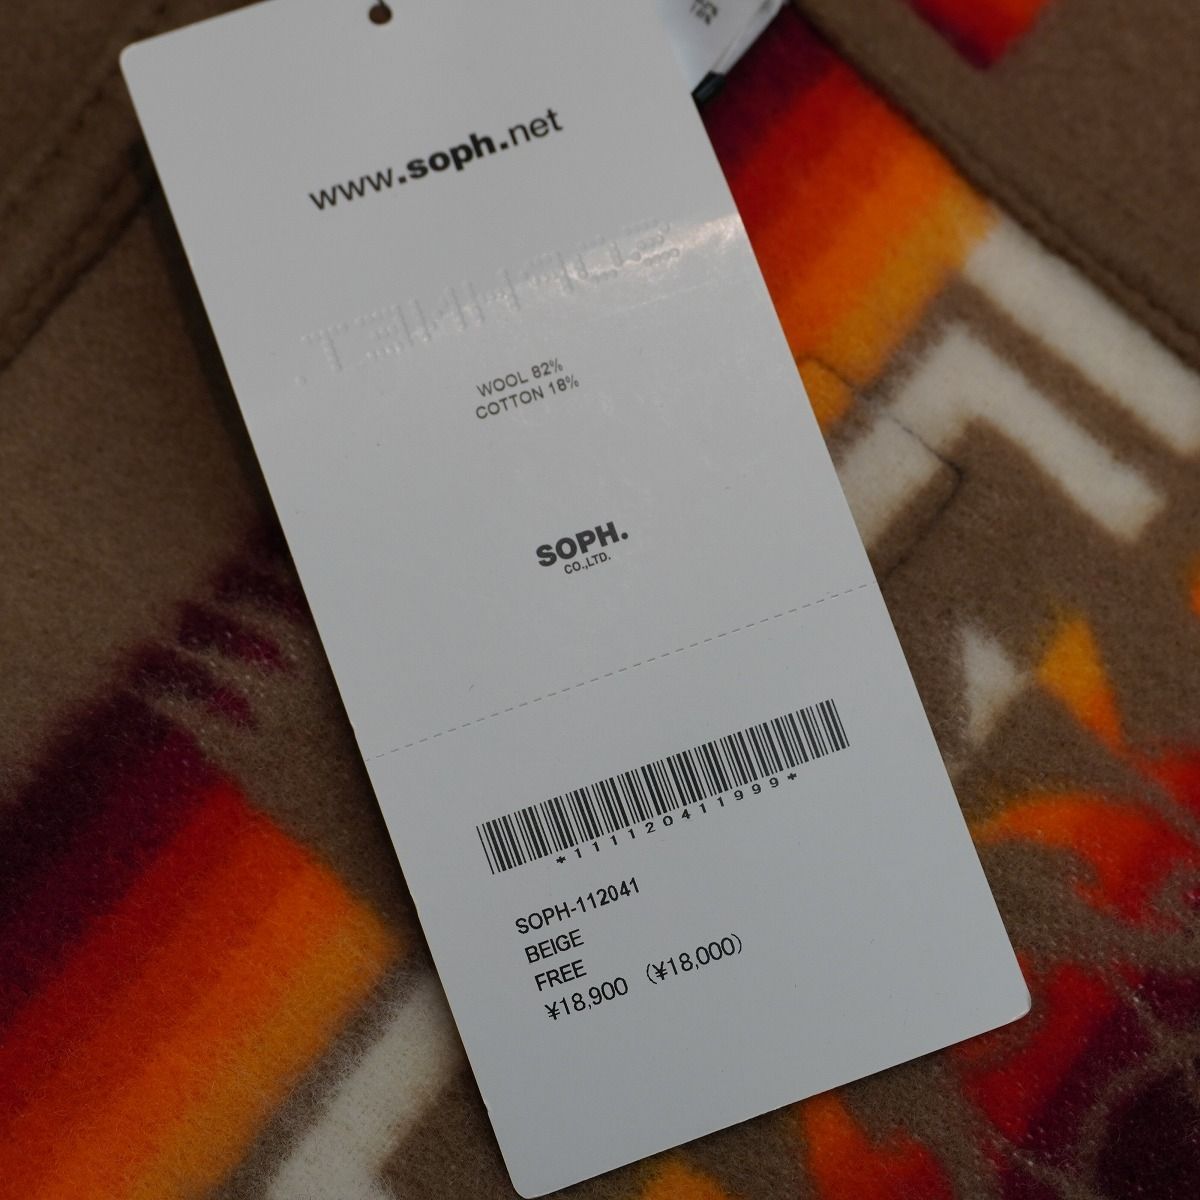 www.soph.net
WOOL 82%
COTTON 18%
SOPH.
CO.,LTD.
*111120411999*
SOPH-112041
BEIGE
FREE
¥18,900 (¥18,000)